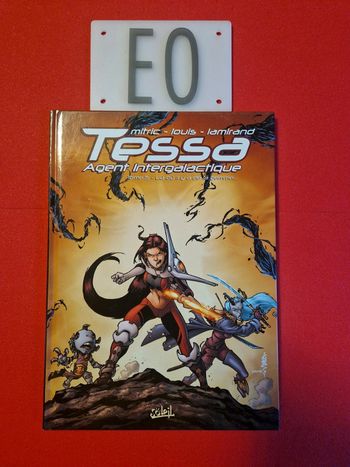 EO
mitric - louis - lamirand
Tessa
Agent Intergalactique
Soleil